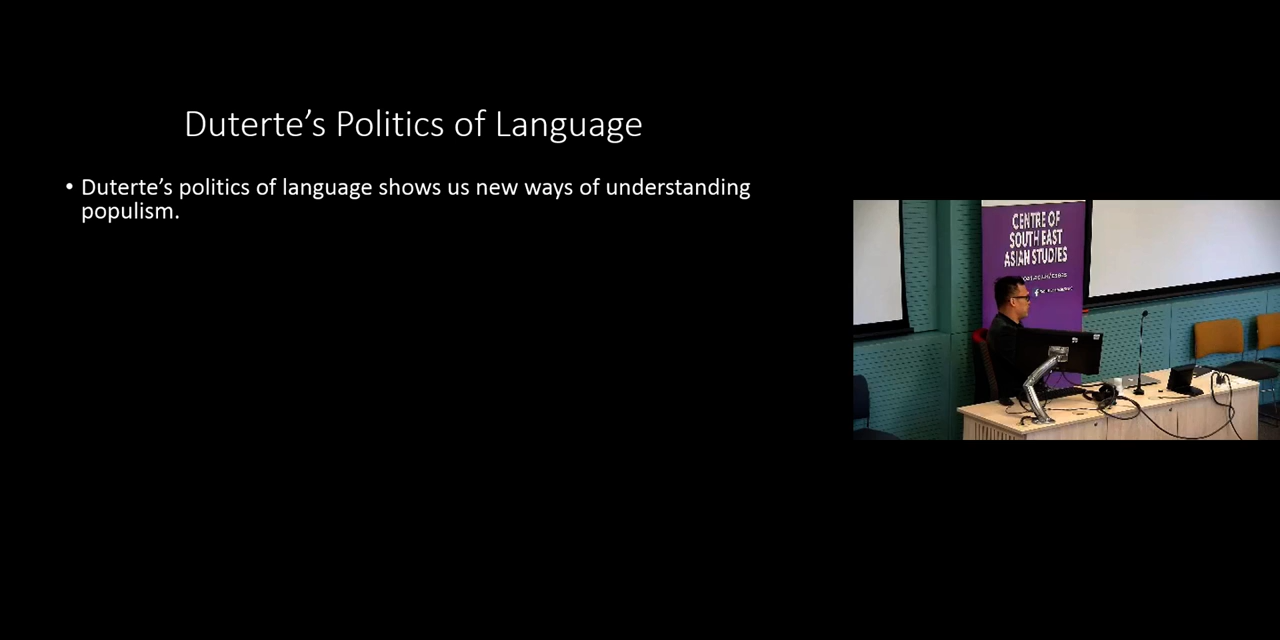 Duterte’s Politics of Language
• Duterte’s politics of language shows us new ways of understanding
populism.
CENTRE OF
SOUTH EAST
ASIAN STUDIES